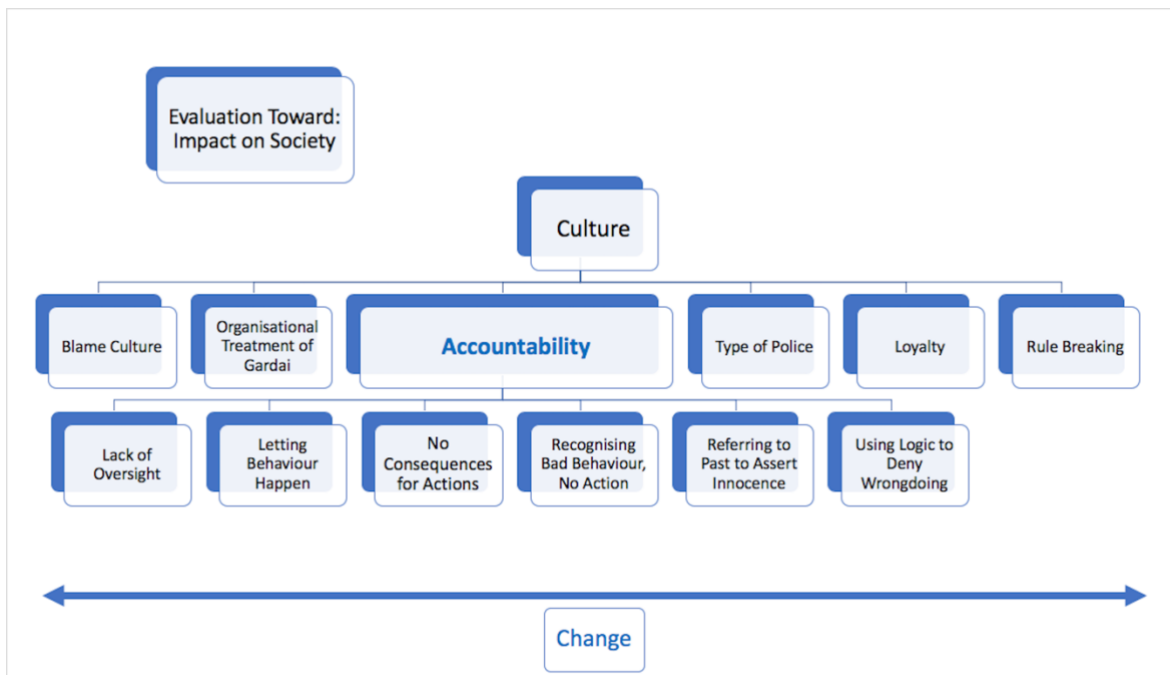 Evaluation Toward:
Impact on Society
Culture
Blame Culture
Organisational
Treatment of
Gardai
Accountability
Type of Police
Loyalty
Rule Breaking
Lack of
Oversight
Letting
Behaviour
Happen
No
Consequences
for Actions
Recognising
Bad Behaviour,
No Action
Referring to
Past to Assert
Innocence
Using Logic to
Deny
Wrongdoing
Change